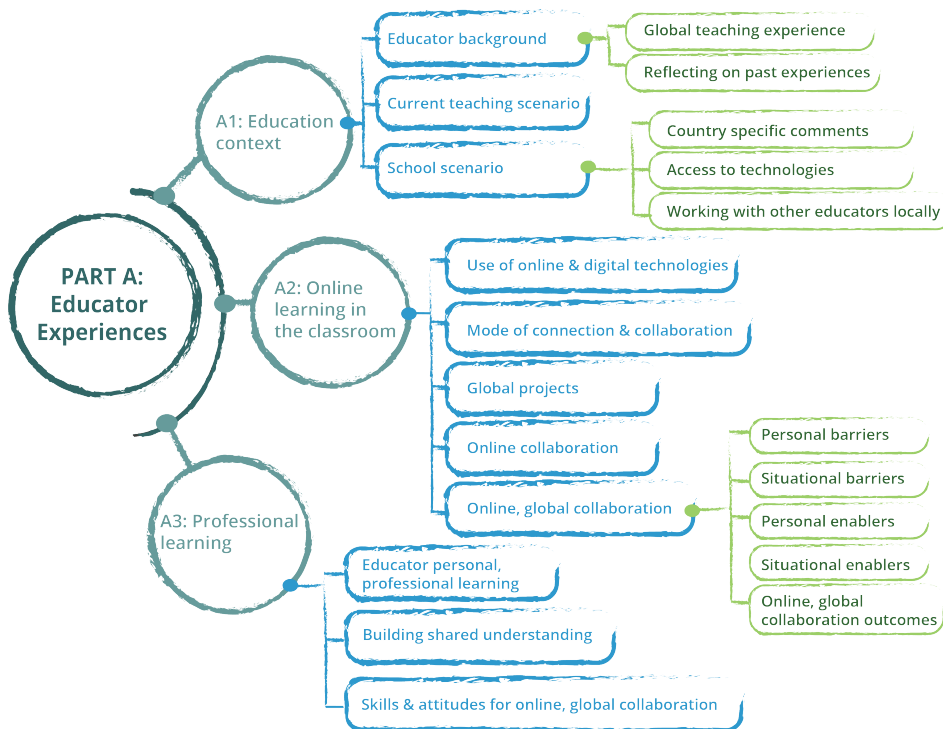 PART A:
Educator
Experiences
A1: Education
context
Educator background
Global teaching experience
Reflecting on past experiences
Current teaching scenario
School scenario
Country specific comments
Access to technologies
Working with other educators locally
A2: Online
learning in
the classroom
Use of online & digital technologies
Mode of connection & collaboration
Global projects
Online collaboration
Online, global collaboration
Personal barriers
Situational barriers
Personal enablers
Situational enablers
Online, global
collaboration outcomes
A3: Professional
learning
Educator personal,
professional learning
Building shared understanding
Skills & attitudes for online, global collaboration